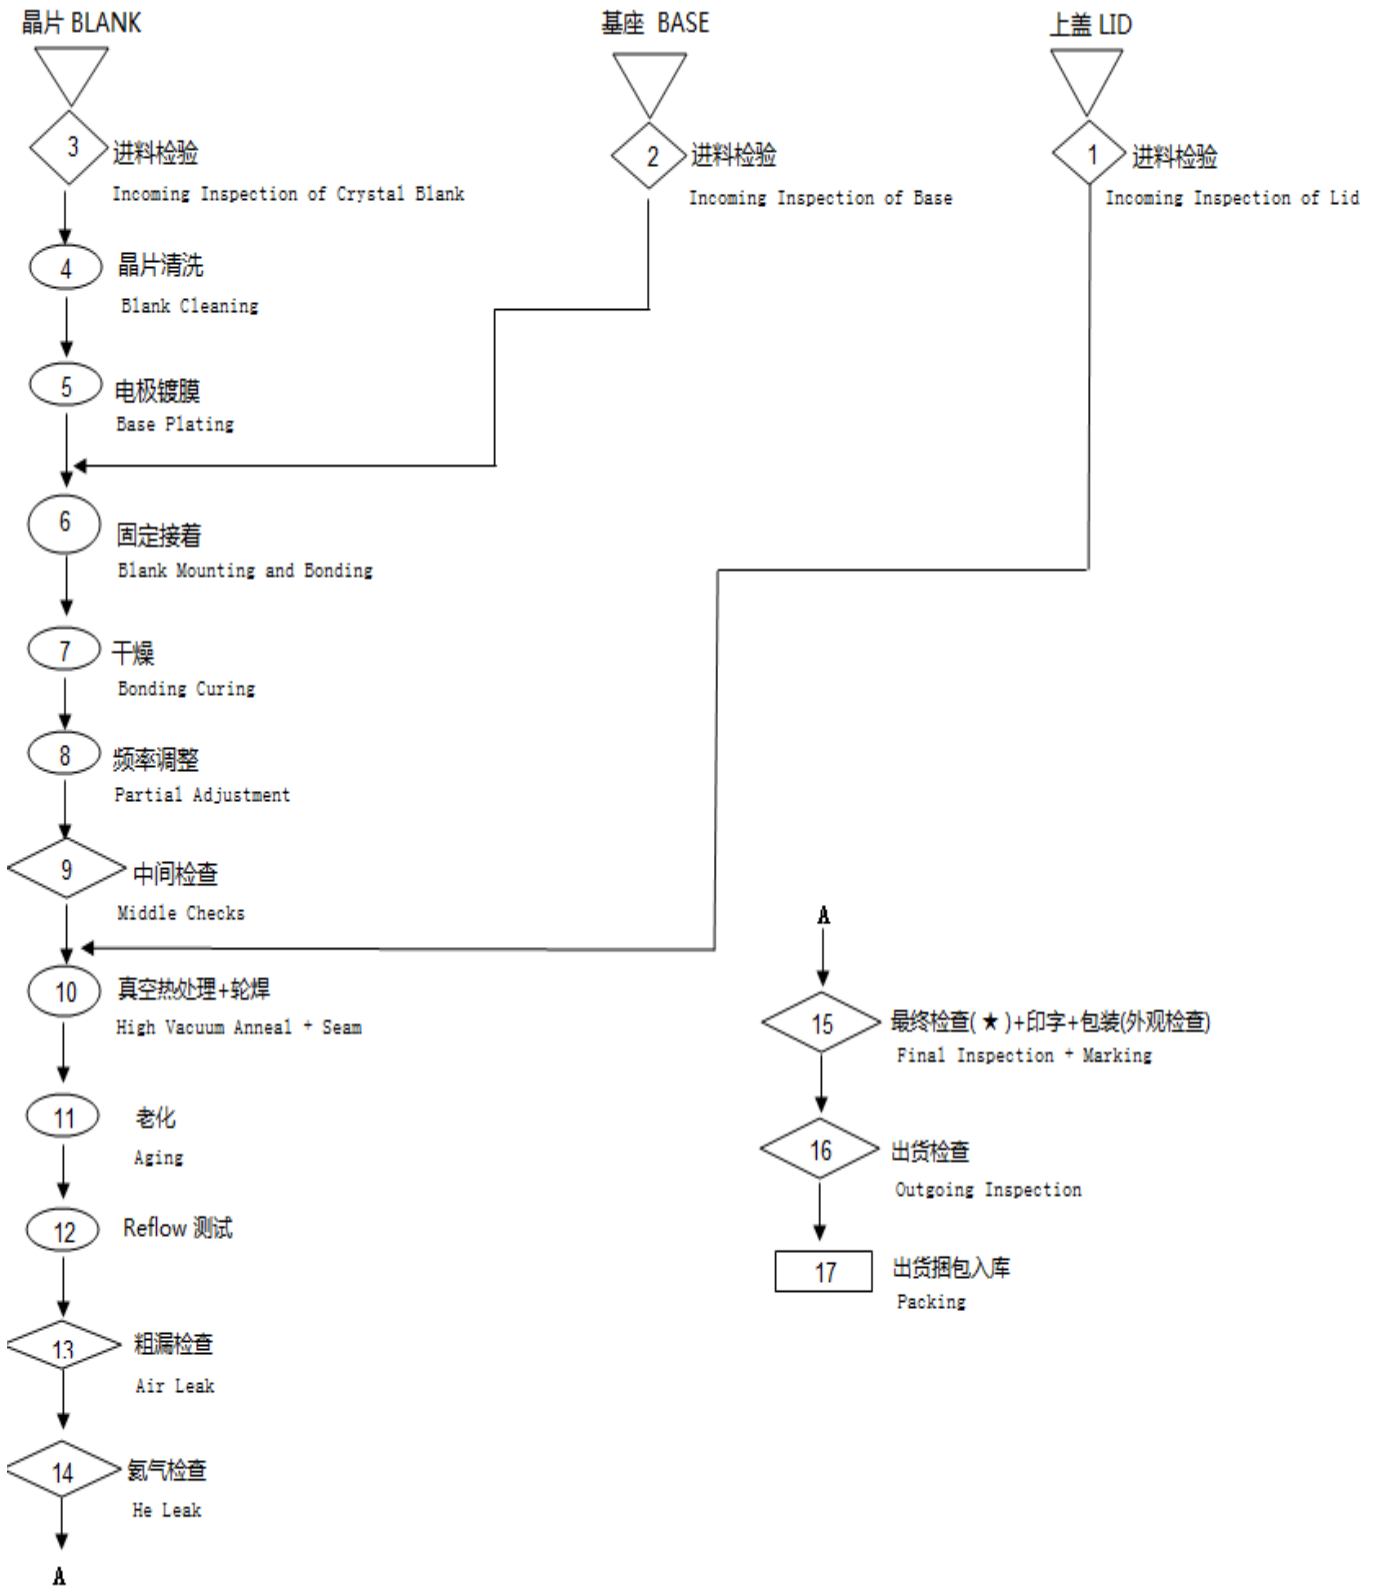 晶片 BLANK
基座 BASE
上盖 LID
3
进料检验
Incoming Inspection of Crystal Blank
2
进料检验
Incoming Inspection of Base
1
进料检验
Incoming Inspection of Lid
4
晶片清洗
Blank Cleaning
5
电极镀膜
Base Plating
6
固定接着
Blank Mounting and Bonding
7
干燥
Bonding Curing
8
频率调整
Partial Adjustment
9
中间检查
Middle Checks
10
真空热处理+轮焊
High Vacuum Anneal + Seam
11
老化
Aging
12
Reflow 测试
13
粗漏检查
Air Leak
14
氦气检查
He Leak
A
A
15
最终检查(★)+印字+包装(外观检查)
Final Inspection + Marking
16
出货检查
Outgoing Inspection
17
出货捆包入库
Packing